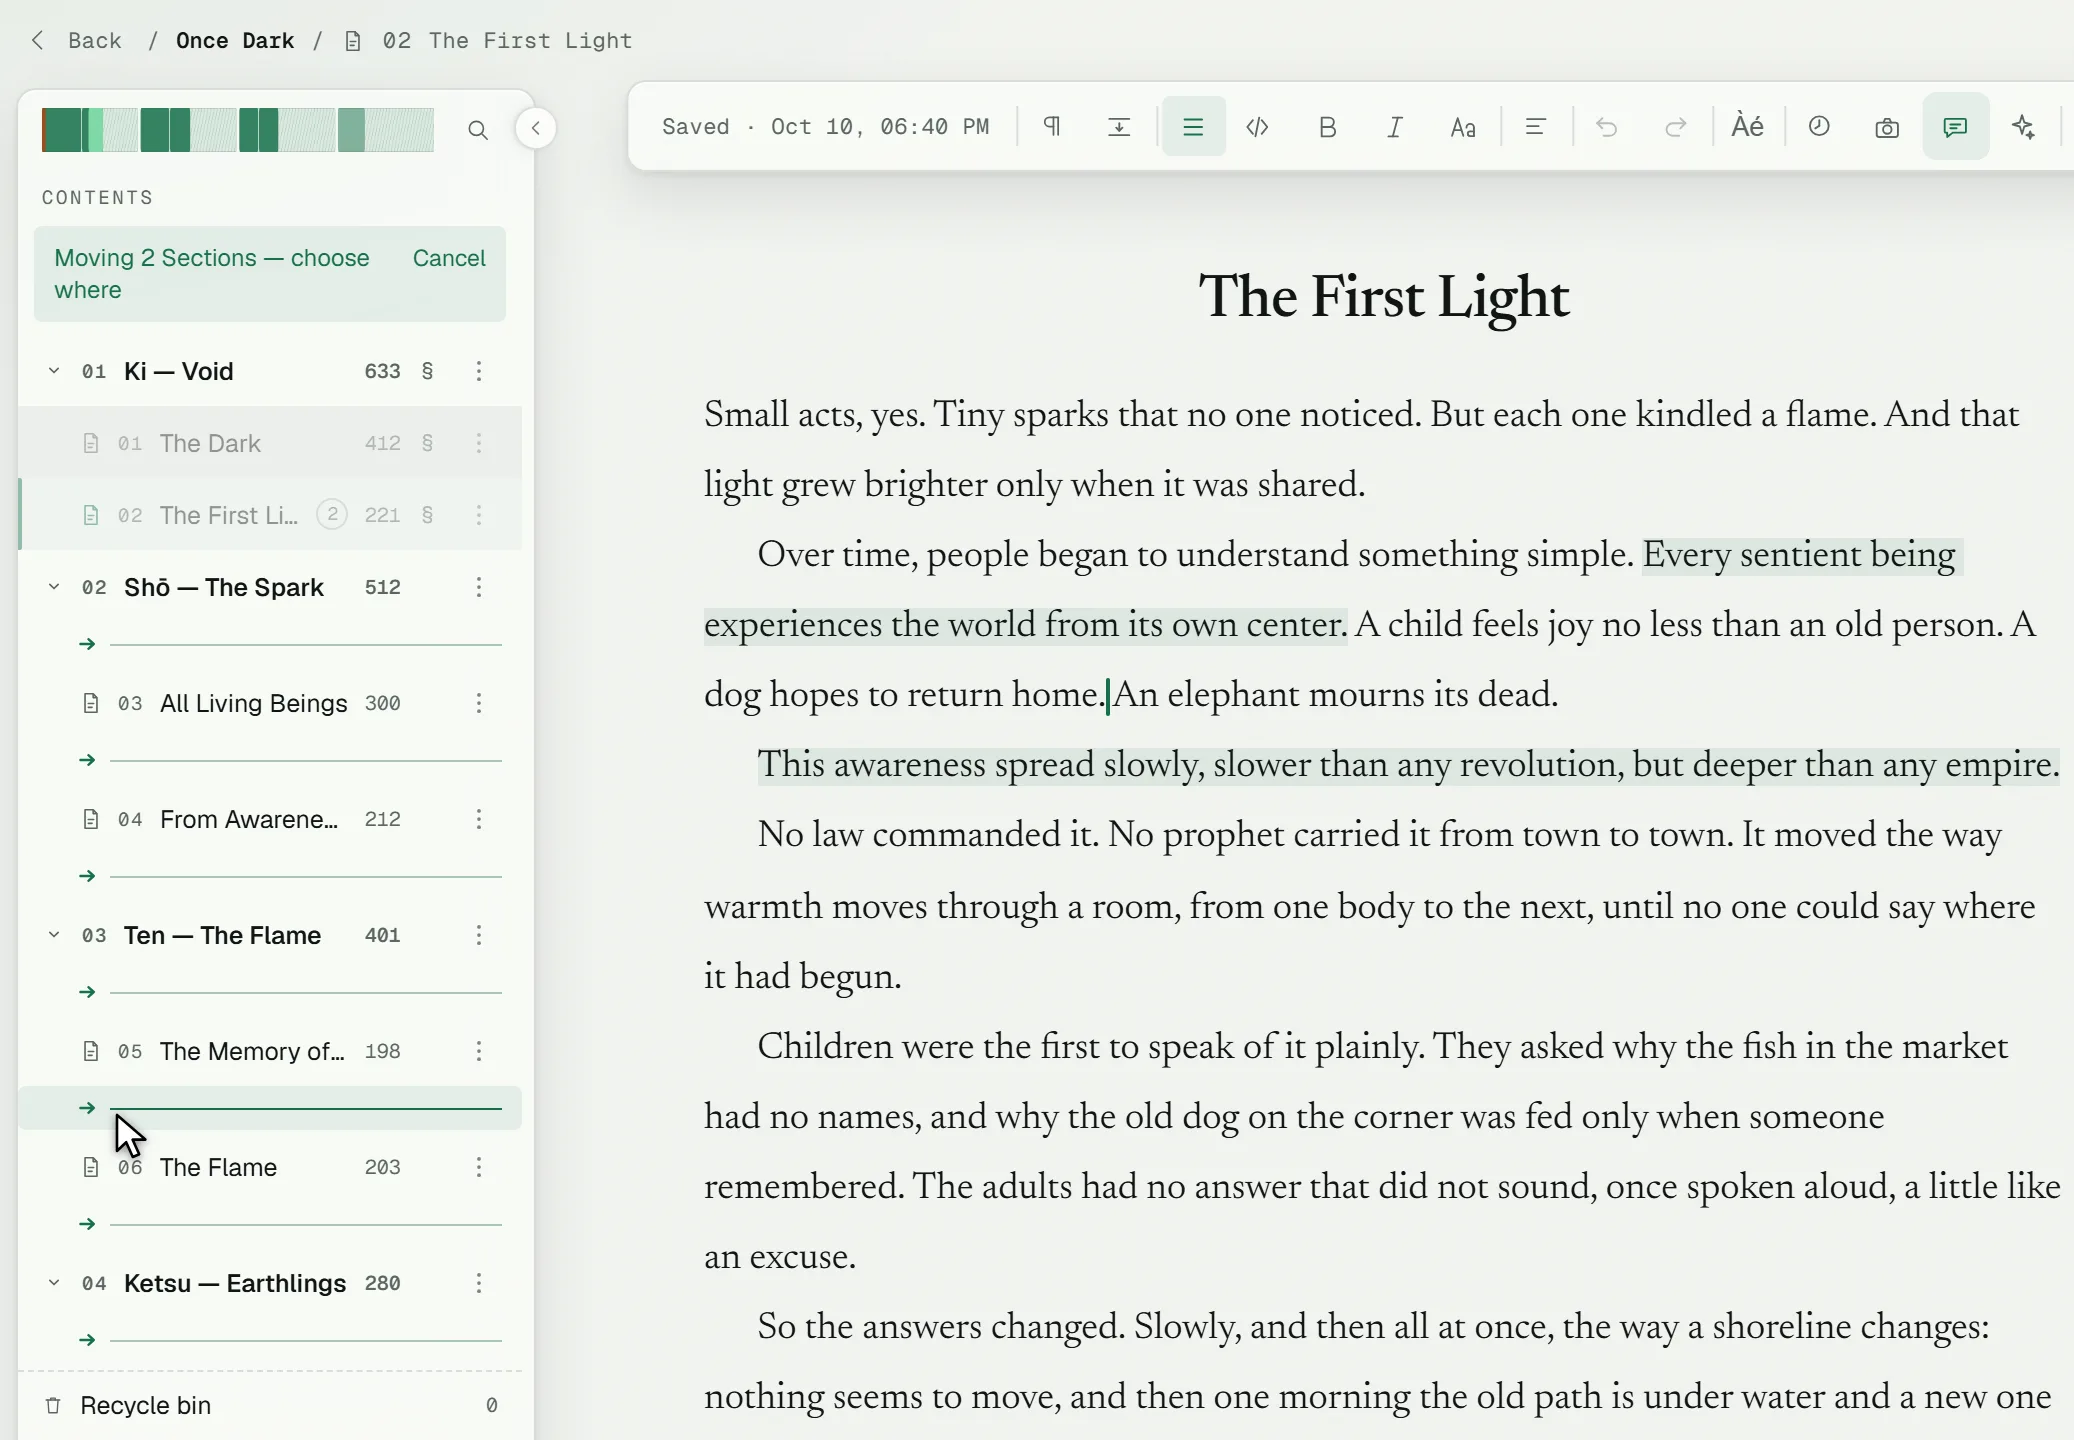 Back / Once Dark / 02 The First Light
CONTENTS
Moving 2 Sections — choose where
Cancel
01 Ki — Void 633 §
01 The Dark 412 §
02 The First Li... 2 221 §
02 Shō — The Spark 512
03 All Living Beings 300
04 From Awarene... 212
03 Ten — The Flame 401
05 The Memory of... 198
06 The Flame 203
04 Ketsu — Earthlings 280
Recycle bin 0
Saved · Oct 10, 06:40 PM ¶ </> B I Aa Àé
The First Light
Small acts, yes. Tiny sparks that no one noticed. But each one kindled a flame. And that
light grew brighter only when it was shared.
Over time, people began to understand something simple. Every sentient being
experiences the world from its own center. A child feels joy no less than an old person. A
dog hopes to return home. An elephant mourns its dead.
This awareness spread slowly, slower than any revolution, but deeper than any empire.
No law commanded it. No prophet carried it from town to town. It moved the way
warmth moves through a room, from one body to the next, until no one could say where
it had begun.
Children were the first to speak of it plainly. They asked why the fish in the market
had no names, and why the old dog on the corner was fed only when someone
remembered. The adults had no answer that did not sound, once spoken aloud, a little like
an excuse.
So the answers changed. Slowly, and then all at once, the way a shoreline changes:
nothing seems to move, and then one morning the old path is under water and a new one